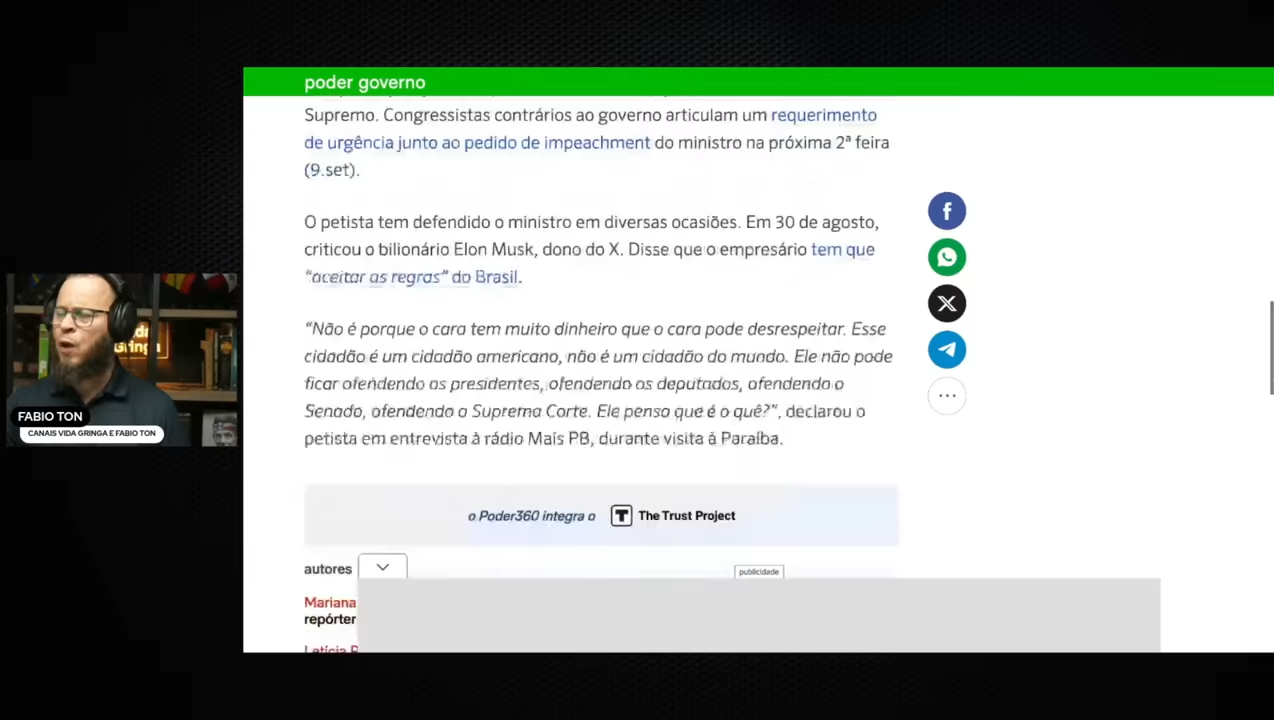 poder governo
Supremo. Congressistas contrários ao governo articulam um requerimento
de urgência junto ao pedido de impeachment do ministro na próxima 2ª feira
(9.set).
O petista tem defendido o ministro em diversas ocasiões. Em 30 de agosto,
criticou o bilionário Elon Musk, dono do X. Disse que o empresário tem que
“aceitar as regras” do Brasil.
“Não é porque o cara tem muito dinheiro que o cara pode desrespeitar. Esse
cidadão é um cidadão americano, não é um cidadão do mundo. Ele não pode
ficar ofendendo os presidentes, ofendendo os deputados, ofendendo o
Senado, ofendendo a Suprema Corte. Ele pensa que é o quê?”, declarou o
petista em entrevista à rádio Mais PB, durante visita à Paraíba.
o Poder360 integra o The Trust Project
autores
publicidade
Mariana
repórter
Gringa
FABIO TON
CANAIS VIDA GRINGA E FABIO TON